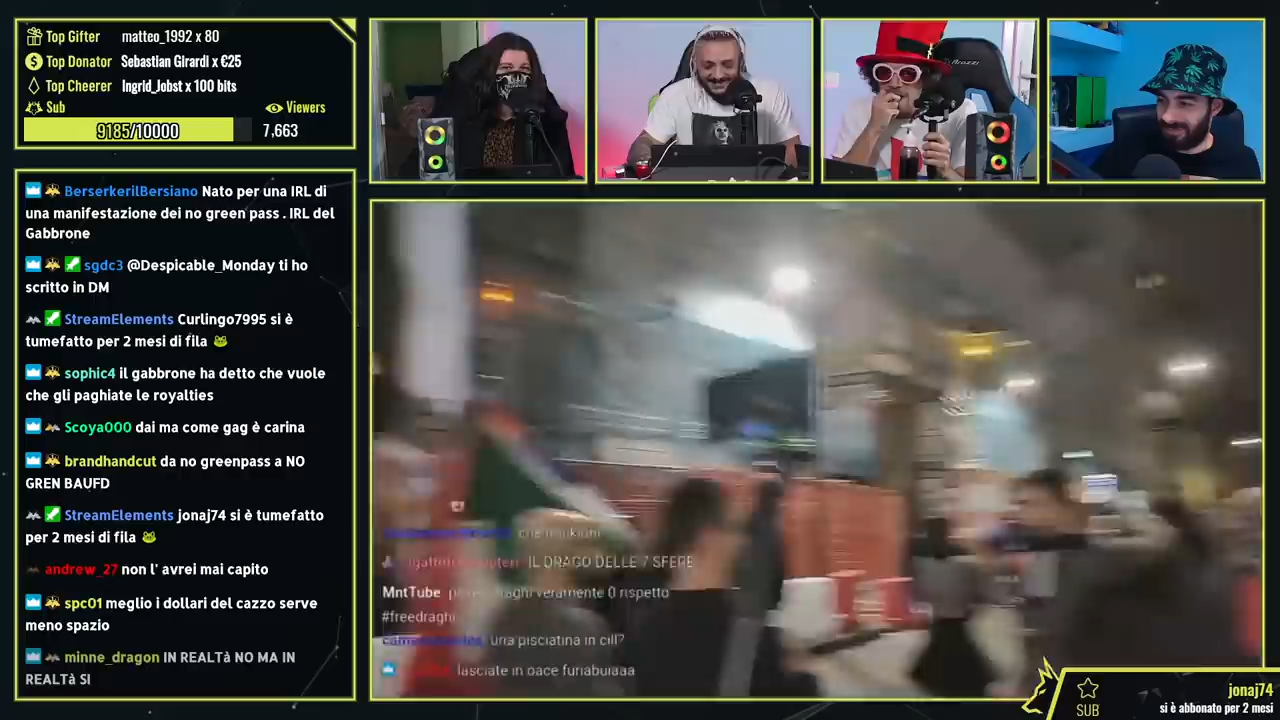 Top Gifter matteo_1992 x 80
Top Donator Sebastian Girardi x €25
Top Cheerer Ingrid_Jobst x 100 bits
Sub Viewers
9185/10000 7,663
BerserkerilBersiano Nato per una IRL di
una manifestazione dei no green pass . IRL del
Gabbrone
sgdc3 @Despicable_Monday ti ho
scritto in DM
StreamElements Curlingo7995 si è
tumefatto per 2 mesi di fila
sophic4 il gabbrone ha detto che vuole
che gli paghiate le royalties
Scoya000 dai ma come gag è carina
brandhandcut da no greenpass a NO
GREN BAUFD
StreamElements jonaj74 si è tumefatto
per 2 mesi di fila
andrew_27 non l' avrei mai capito
spc01 meglio i dollari del cazzo serve
meno spazio
minne_dragon IN REALTà NO MA IN
REALTà SI
Arozzi
che
IL DRAGO DELLE 7 SFERE
MntTube draghi veramente 0 rispetto
#freedraghi
una pisciatina in cill?
lasciate in pace furiabuiaaa
SUB
jonaj74
si è abbonato per 2 mesi